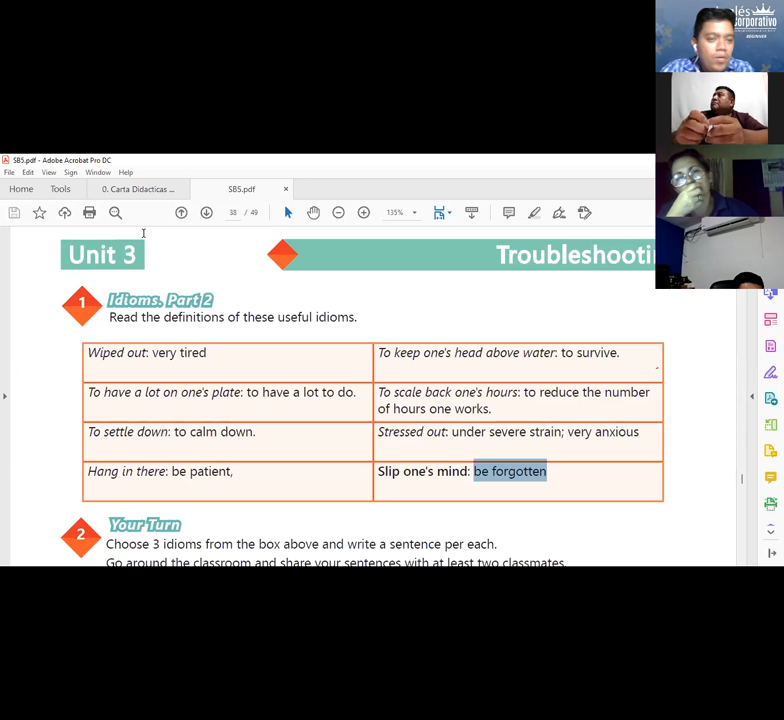 SB5.pdf - Adobe Acrobat Pro DC
File Edit View Sign Window Help
Home Tools 0. Carta Didacticas ... SB5.pdf ×
38 / 49 135%
Unit 3 Troubleshooti
1 Idioms. Part 2
Read the definitions of these useful idioms.
Wiped out: very tired
To keep one's head above water: to survive.
To have a lot on one's plate: to have a lot to do.
To scale back one's hours: to reduce the number
of hours one works.
To settle down: to calm down.
Stressed out: under severe strain; very anxious
Hang in there: be patient,
Slip one's mind: be forgotten
2 Your Turn
Choose 3 idioms from the box above and write a sentence per each.
Go around the classroom and share your sentences with at least two classmates.
BEGINNER